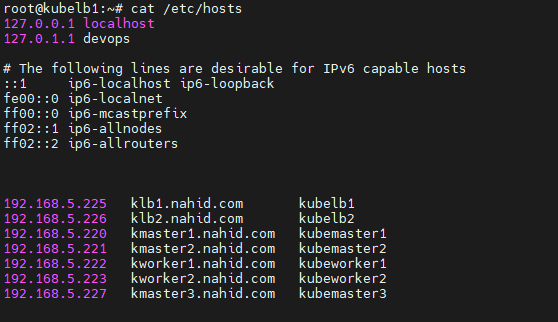 root@kubelb1:~# cat /etc/hosts
127.0.0.1 localhost
127.0.1.1 devops
# The following lines are desirable for IPv6 capable hosts
::1     ip6-localhost ip6-loopback
fe00::0 ip6-localnet
ff00::0 ip6-mcastprefix
ff02::1 ip6-allnodes
ff02::2 ip6-allrouters
192.168.5.225   klb1.nahid.com       kubelb1
192.168.5.226   klb2.nahid.com       kubelb2
192.168.5.220   kmaster1.nahid.com   kubemaster1
192.168.5.221   kmaster2.nahid.com   kubemaster2
192.168.5.222   kworker1.nahid.com   kubeworker1
192.168.5.223   kworker2.nahid.com   kubeworker2
192.168.5.227   kmaster3.nahid.com   kubemaster3